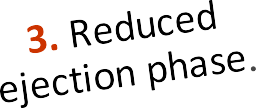 3. Reduced
ejection phase.